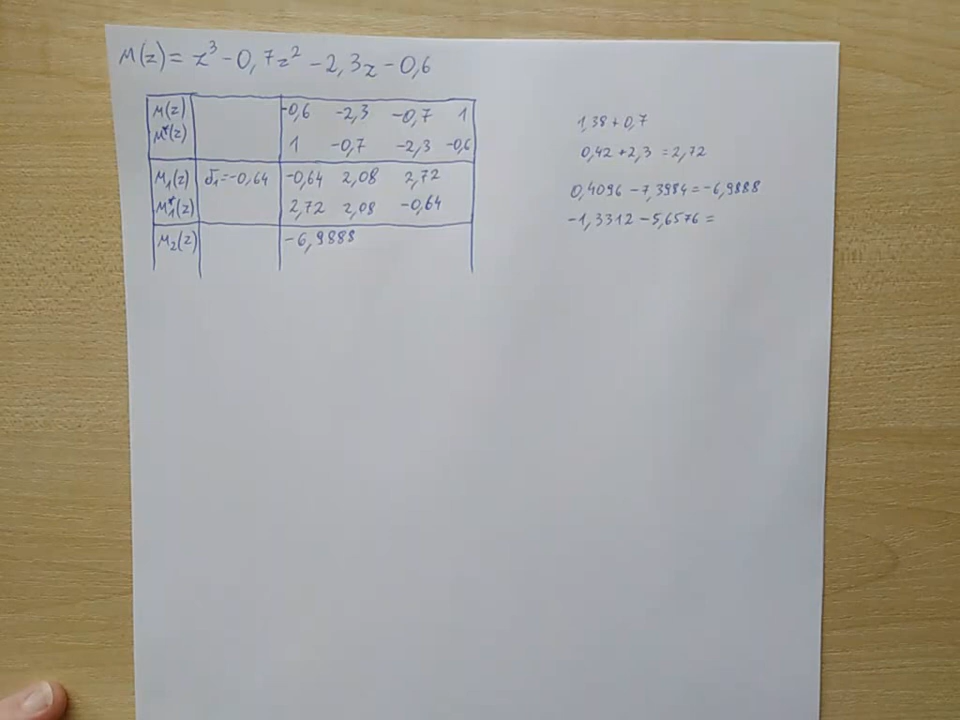 M(z) = z³ - 0,7z² - 2,3z - 0,6
M(z) -0,6 -2,3 -0,7 1
M*(z) 1 -0,7 -2,3 -0,6
M₁(z) δ₁=-0,64 -0,64 2,08 2,72
M₁*(z) 2,72 2,08 -0,64
M₂(z) -6,9888
1,38 + 0,7
0,42 + 2,3 = 2,72
0,4096 - 7,3984 = -6,9888
-1,3312 - 5,6576 =